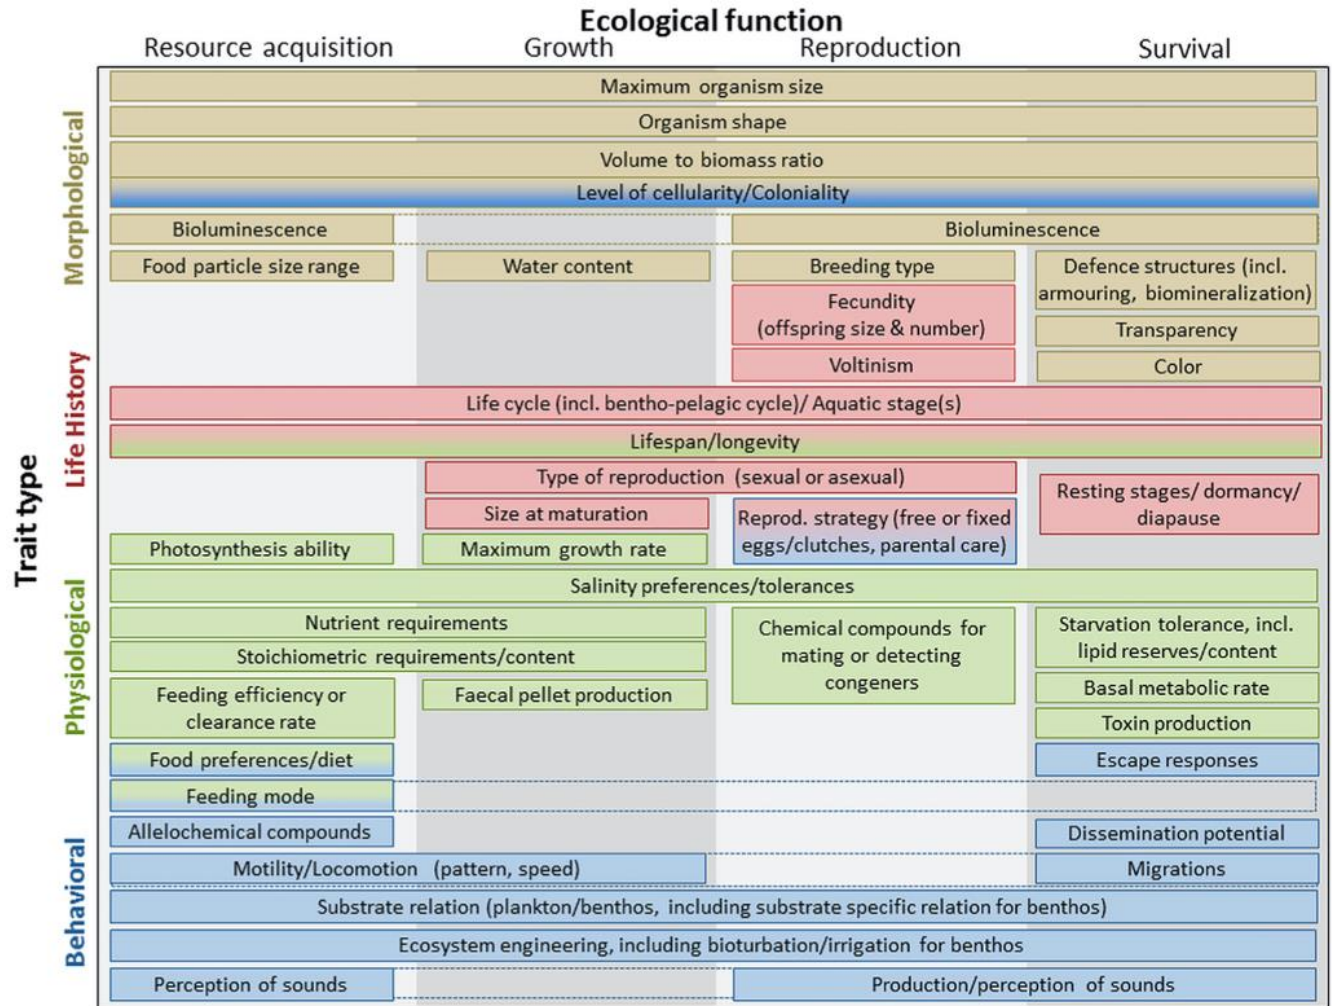 Ecological function
Resource acquisition
Growth
Reproduction
Survival
Trait type
Morphological
Maximum organism size
Organism shape
Volume to biomass ratio
Level of cellularity/Coloniality
Bioluminescence
Bioluminescence
Food particle size range
Water content
Breeding type
Defence structures (incl.
armouring, biomineralization)
Fecundity
(offspring size & number)
Transparency
Voltinism
Color
Life History
Life cycle (incl. bentho-pelagic cycle)/ Aquatic stage(s)
Lifespan/longevity
Type of reproduction (sexual or asexual)
Resting stages/ dormancy/
diapause
Size at maturation
Reprod. strategy (free or fixed
eggs/clutches, parental care)
Physiological
Photosynthesis ability
Maximum growth rate
Salinity preferences/tolerances
Nutrient requirements
Chemical compounds for
mating or detecting
congeners
Starvation tolerance, incl.
lipid reserves/content
Stoichiometric requirements/content
Feeding efficiency or
clearance rate
Faecal pellet production
Basal metabolic rate
Toxin production
Food preferences/diet
Escape responses
Feeding mode
Behavioral
Allelochemical compounds
Dissemination potential
Motility/Locomotion (pattern, speed)
Migrations
Substrate relation (plankton/benthos, including substrate specific relation for benthos)
Ecosystem engineering, including bioturbation/irrigation for benthos
Perception of sounds
Production/perception of sounds